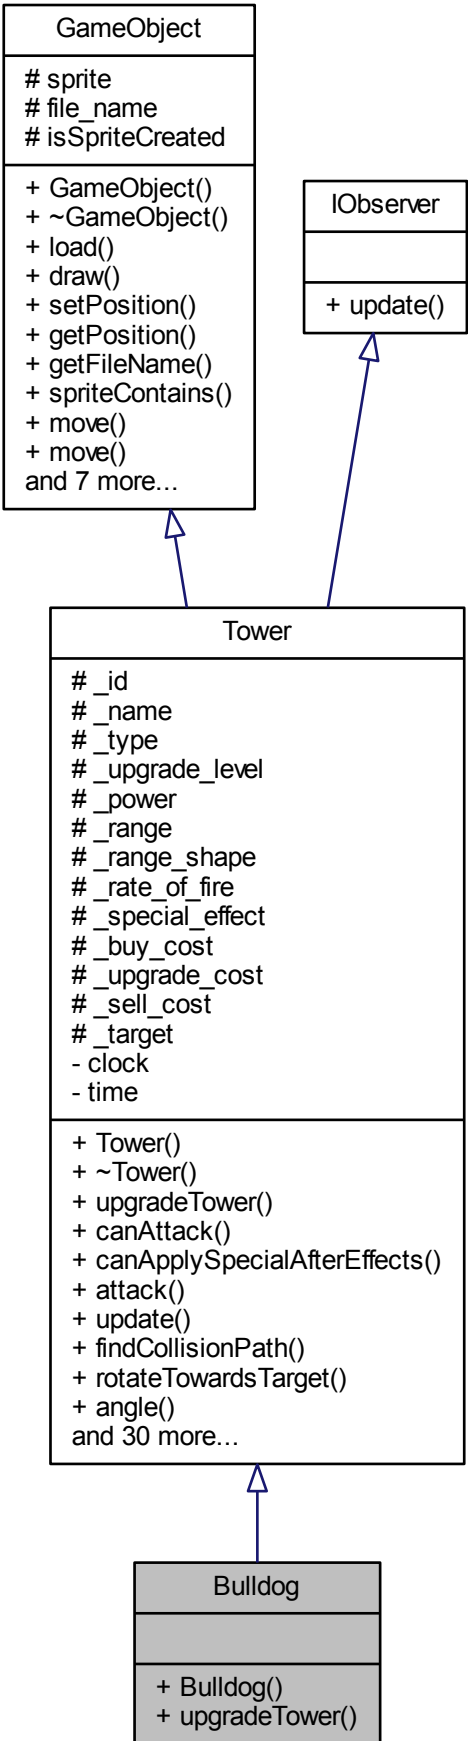 GameObject
# sprite
# file_name
# isSpriteCreated
+ GameObject()
+ ~GameObject()
+ load()
+ draw()
+ setPosition()
+ getPosition()
+ getFileName()
+ spriteContains()
+ move()
+ move()
and 7 more...
IObserver
+ update()
Tower
# _id
# _name
# _type
# _upgrade_level
# _power
# _range
# _range_shape
# _rate_of_fire
# _special_effect
# _buy_cost
# _upgrade_cost
# _sell_cost
# _target
- clock
- time
+ Tower()
+ ~Tower()
+ upgradeTower()
+ canAttack()
+ canApplySpecialAfterEffects()
+ attack()
+ update()
+ findCollisionPath()
+ rotateTowardsTarget()
+ angle()
and 30 more...
Bulldog
+ Bulldog()
+ upgradeTower()